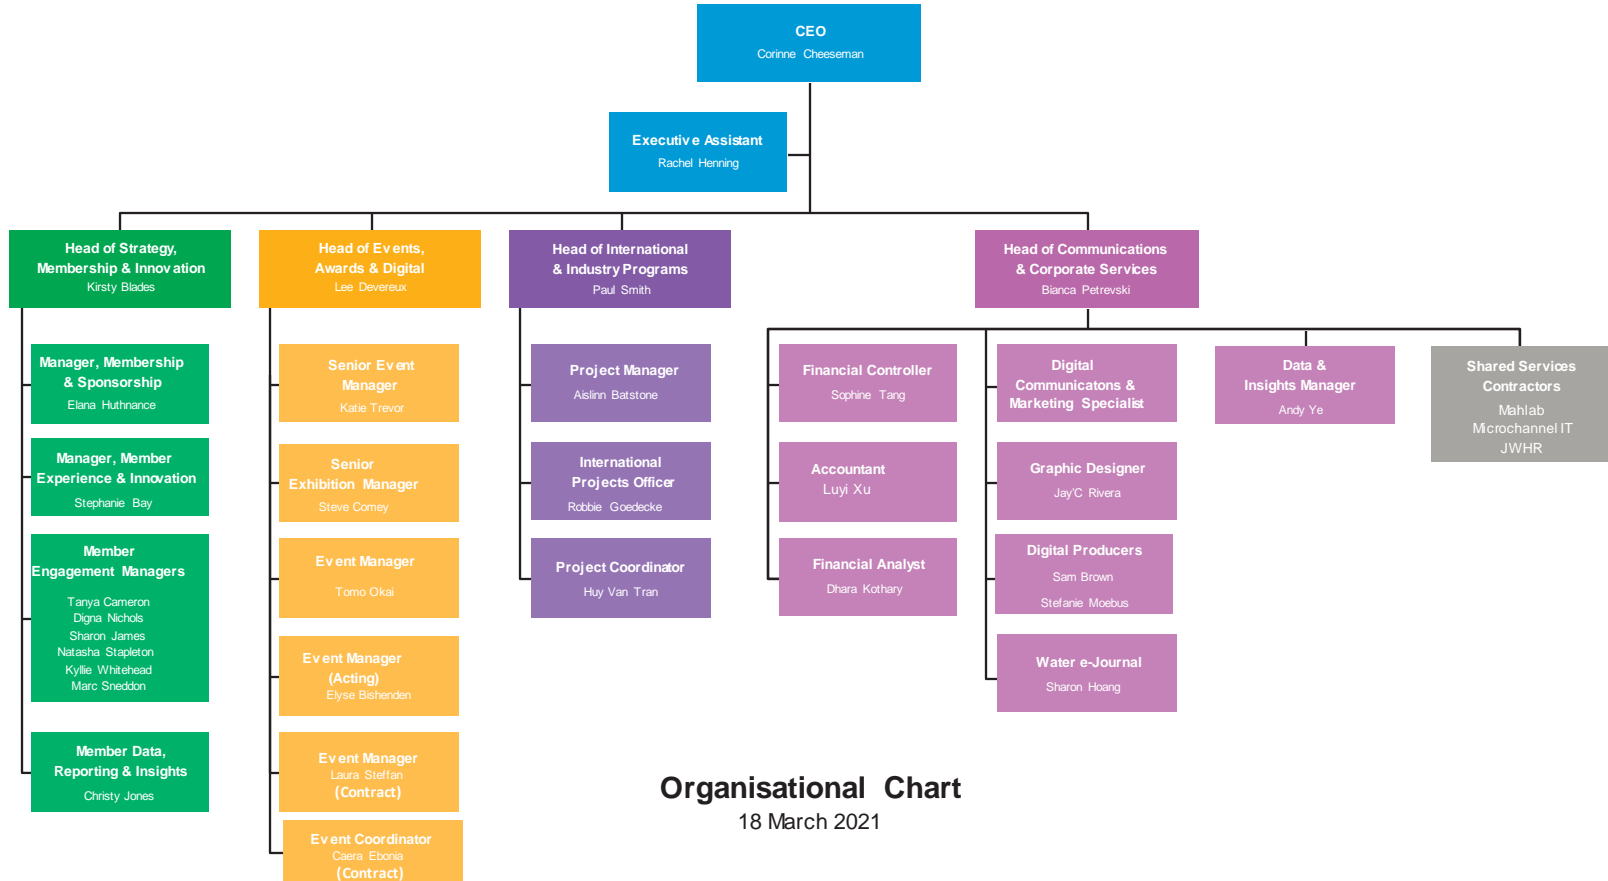 CEO
Corinne Cheeseman
Executive Assistant
Rachel Henning
Head of Strategy,
Membership & Innovation
Kirsty Blades
Head of Events,
Awards & Digital
Lee Devereux
Head of International
& Industry Programs
Paul Smith
Head of Communications
& Corporate Services
Bianca Petrevski
Manager, Membership
& Sponsorship
Elana Huthnance
Manager, Member
Experience & Innovation
Stephanie Bay
Member
Engagement Managers
Tanya Cameron
Digna Nichols
Sharon James
Natasha Stapleton
Kyllie Whitehead
Marc Sneddon
Member Data,
Reporting & Insights
Christy Jones
Senior Event
Manager
Katie Trevor
Senior
Exhibition Manager
Steve Comey
Event Manager
Tomo Okai
Event Manager
(Acting)
Elyse Bishenden
Event Manager
Laura Steffan
(Contract)
Event Coordinator
Caera Ebonia
(Contract)
Project Manager
Aislinn Batstone
International
Projects Officer
Robbie Goedecke
Project Coordinator
Huy Van Tran
Financial Controller
Sophine Tang
Accountant
Luyi Xu
Financial Analyst
Dhara Kothary
Digital
Communicatons &
Marketing Specialist
Graphic Designer
Jay'C Rivera
Digital Producers
Sam Brown
Stefanie Moebus
Water e-Journal
Sharon Hoang
Data &
Insights Manager
Andy Ye
Shared Services
Contractors
Mahlab
Microchannel IT
JWHR
Organisational Chart
18 March 2021